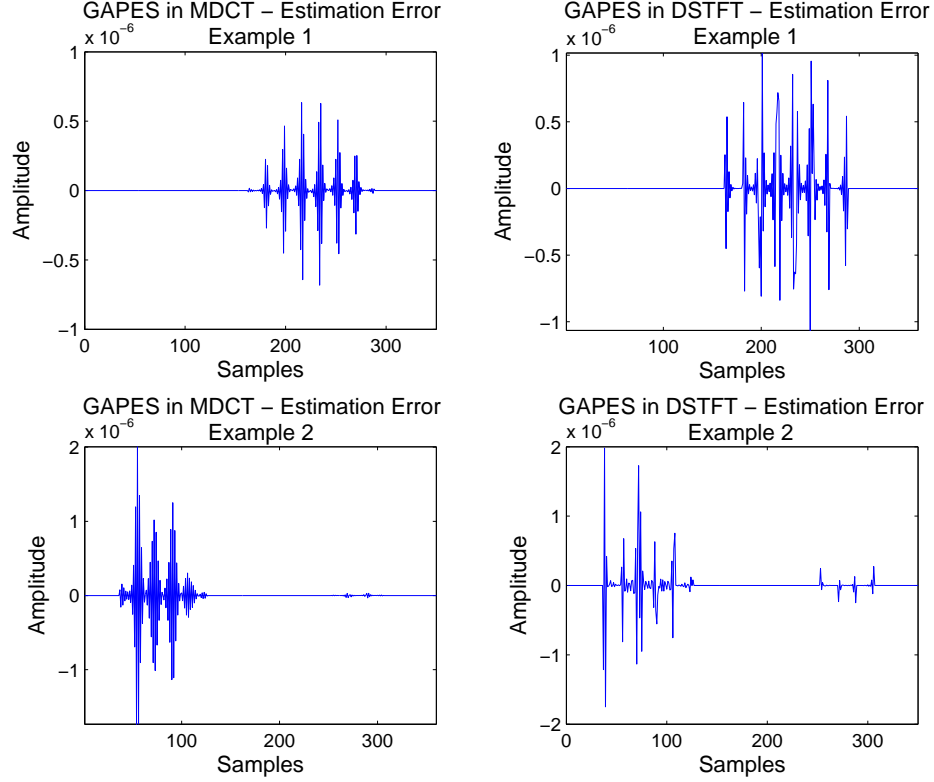 GAPES in MDCT − Estimation Error
Example 1
x 10−6
1
0.5
0
−0.5
−1
Amplitude
0 100 200 300
Samples
GAPES in DSTFT − Estimation Error
Example 1
x 10−6
1
0.5
0
−0.5
−1
Amplitude
100 200 300
Samples
GAPES in MDCT − Estimation Error
Example 2
x 10−6
2
1
0
−1
Amplitude
100 200 300
Samples
GAPES in DSTFT − Estimation Error
Example 2
x 10−6
2
1
0
−1
−2
Amplitude
0 100 200 300
Samples